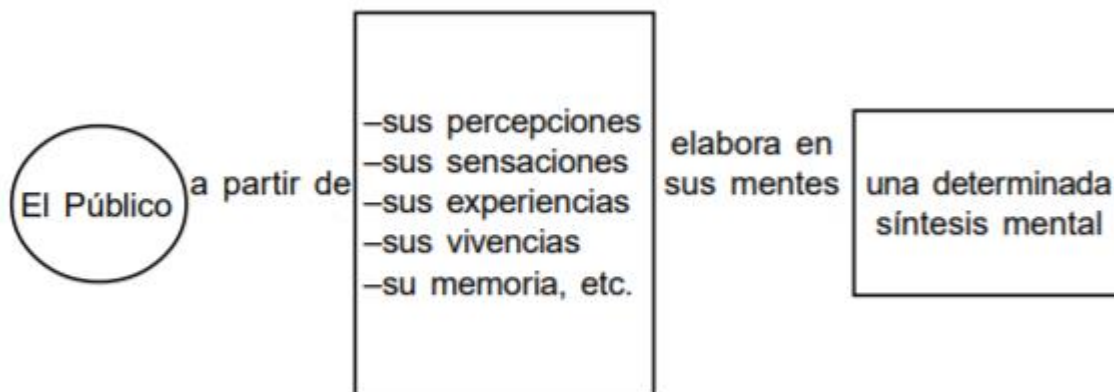 El Público
a partir de
–sus percepciones
–sus sensaciones
–sus experiencias
–sus vivencias
–su memoria, etc.
elabora en
sus mentes
una determinada
síntesis mental